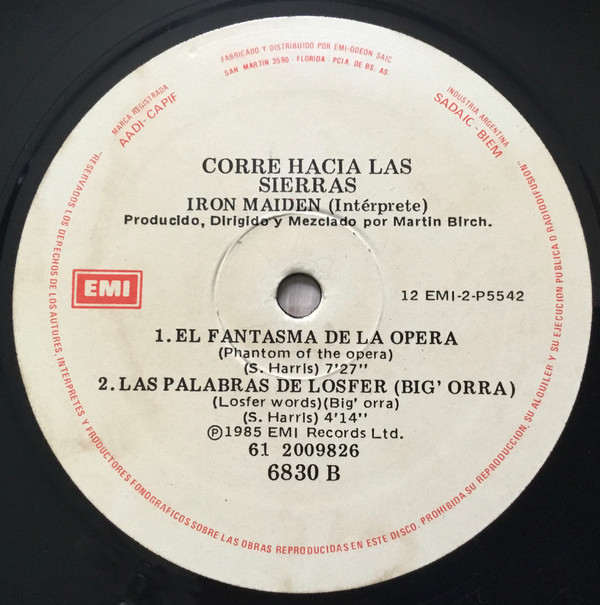 FABRICADO Y DISTRIBUIDO POR EMI-ODEON SAIC
SAN MARTIN 3590 - FLORIDA - PCIA. DE BS. AS.
MARCA REGISTRADA
AADI-CAPIF
INDUSTRIA ARGENTINA
SADAIC-BIEM
CORRE HACIA LAS
SIERRAS
IRON MAIDEN (Intérprete)
Producido, Dirigido y Mezclado por Martin Birch.
EMI
12 EMI-2-P5542
1.EL FANTASMA DE LA OPERA
(Phantom of the opera)
(S. Harris) 7'27"
2.LAS PALABRAS DE LOSFER (BIG' ORRA)
(Losfer words)(Big' orra)
(S. Harris) 4'14"
Ⓟ1985 EMI Records Ltd.
61 2009826
6830 B
"RESERVADOS LOS DERECHOS DE LOS AUTORES, INTERPRETES Y PRODUCTORES FONOGRAFICOS SOBRE LAS OBRAS REPRODUCIDAS EN ESTE DISCO. PROHIBIDA SU REPRODUCCION, SU ALQUILER Y SU EJECUCION PUBLICA O RADIODIFUSION"